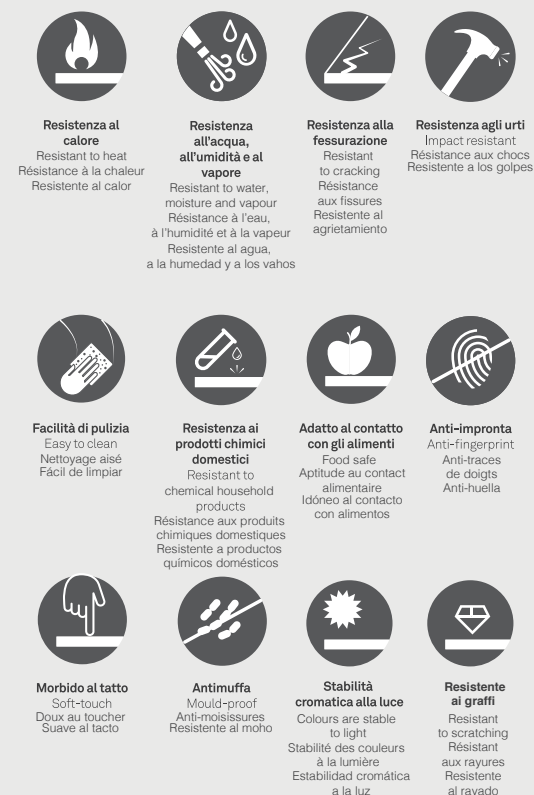 Resistenza al
calore
Resistant to heat
Résistance à la chaleur
Resistente al calor
Resistenza
all'acqua,
all'umidità e al
vapore
Resistant to water,
moisture and vapour
Résistance à l'eau,
à l'humidité et à la vapeur
Resistente al agua,
a la humedad y a los vahos
Resistenza alla
fessurazione
Resistant
to cracking
Résistance
aux fissures
Resistente al
agrietamiento
Resistenza agli urti
Impact resistant
Résistance aux chocs
Resistente a los golpes
Facilità di pulizia
Easy to clean
Nettoyage aisé
Fácil de limpiar
Resistenza ai
prodotti chimici
domestici
Resistant to
chemical household
products
Résistance aux produits
chimiques domestiques
Resistente a productos
químicos domésticos
Adatto al contatto
con gli alimenti
Food safe
Aptitude au contact
alimentaire
Idóneo al contacto
con alimentos
Anti-impronta
Anti-fingerprint
Anti-traces
de doigts
Anti-huella
Morbido al tatto
Soft-touch
Doux au toucher
Suave al tacto
Antimuffa
Mould-proof
Anti-moisissures
Resistente al moho
Stabilità
cromatica alla luce
Colours are stable
to light
Stabilité des couleurs
à la lumière
Estabilidad cromática
a la luz
Resistente
ai graffi
Resistant
to scratching
Résistant
aux rayures
Resistente
al rayado